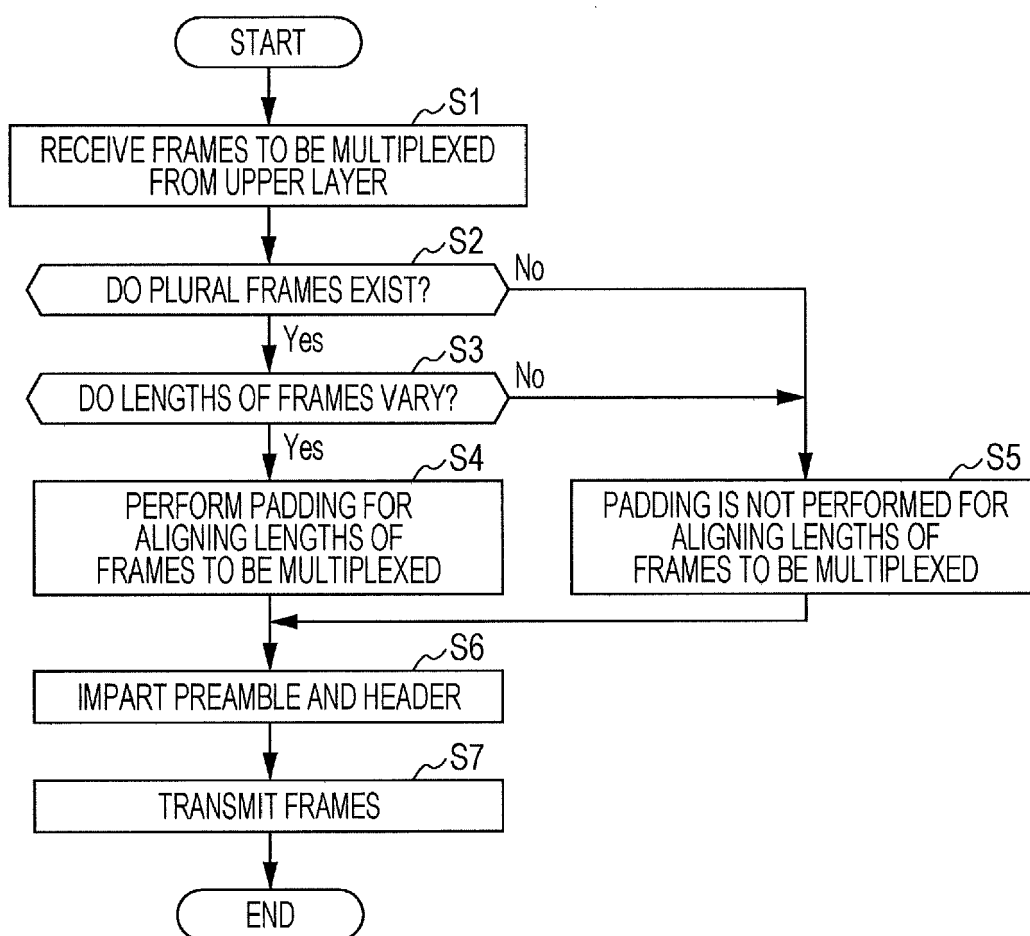 START
S1
RECEIVE FRAMES TO BE MULTIPLEXED
FROM UPPER LAYER
S2
DO PLURAL FRAMES EXIST?
No
Yes
S3
DO LENGTHS OF FRAMES VARY?
No
Yes
S4
PERFORM PADDING FOR
ALIGNING LENGTHS OF
FRAMES TO BE MULTIPLEXED
S5
PADDING IS NOT PERFORMED FOR
ALIGNING LENGTHS OF
FRAMES TO BE MULTIPLEXED
S6
IMPART PREAMBLE AND HEADER
S7
TRANSMIT FRAMES
END